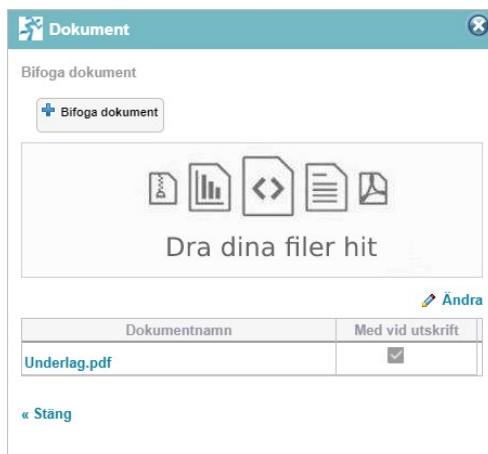 Dokument
Bifoga dokument
Bifoga dokument
Dra dina filer hit
Ändra
Dokumentnamn Med vid utskrift
Underlag.pdf
« Stäng